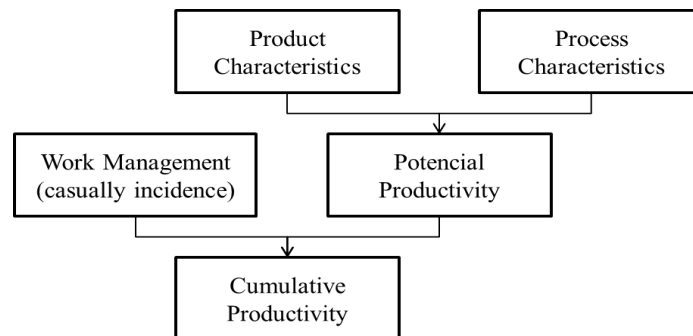 Product
Characteristics
Process
Characteristics
Work Management
(casually incidence)
Potencial
Productivity
Cumulative
Productivity